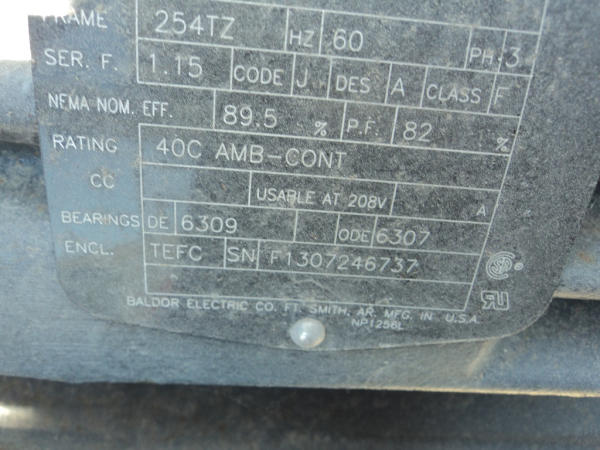 FRAME 254TZ HZ 60 PH. 3
SER. F. 1.15 CODE J DES A CLASS F
NEMA NOM. EFF. 89.5 % P.F. 82 %
RATING 40C AMB-CONT
CC USABLE AT 208V A
BEARINGS DE 6309 ODE 6307
ENCL. TEFC SN F1307246737
BALDOR ELECTRIC CO. FT. SMITH, AR. MFG. IN U.S.A.
NP1256L